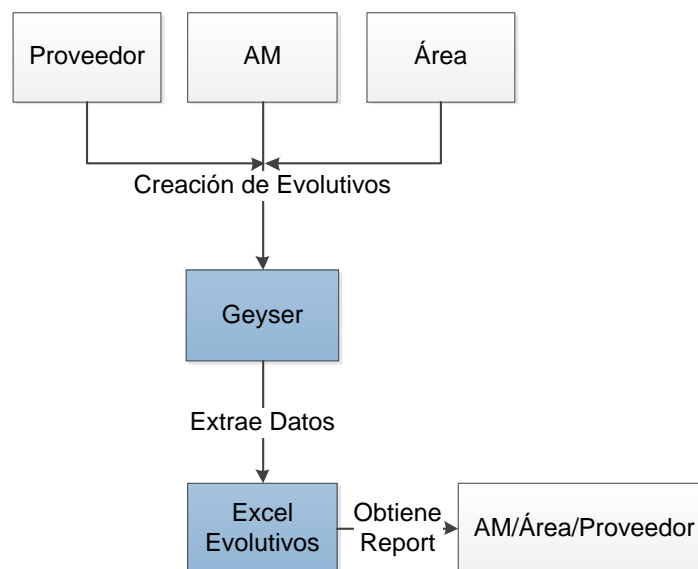 Proveedor
AM
Área
Creación de Evolutivos
Geyser
Extrae Datos
Excel
Evolutivos
Obtiene
Report
AM/Área/Proveedor